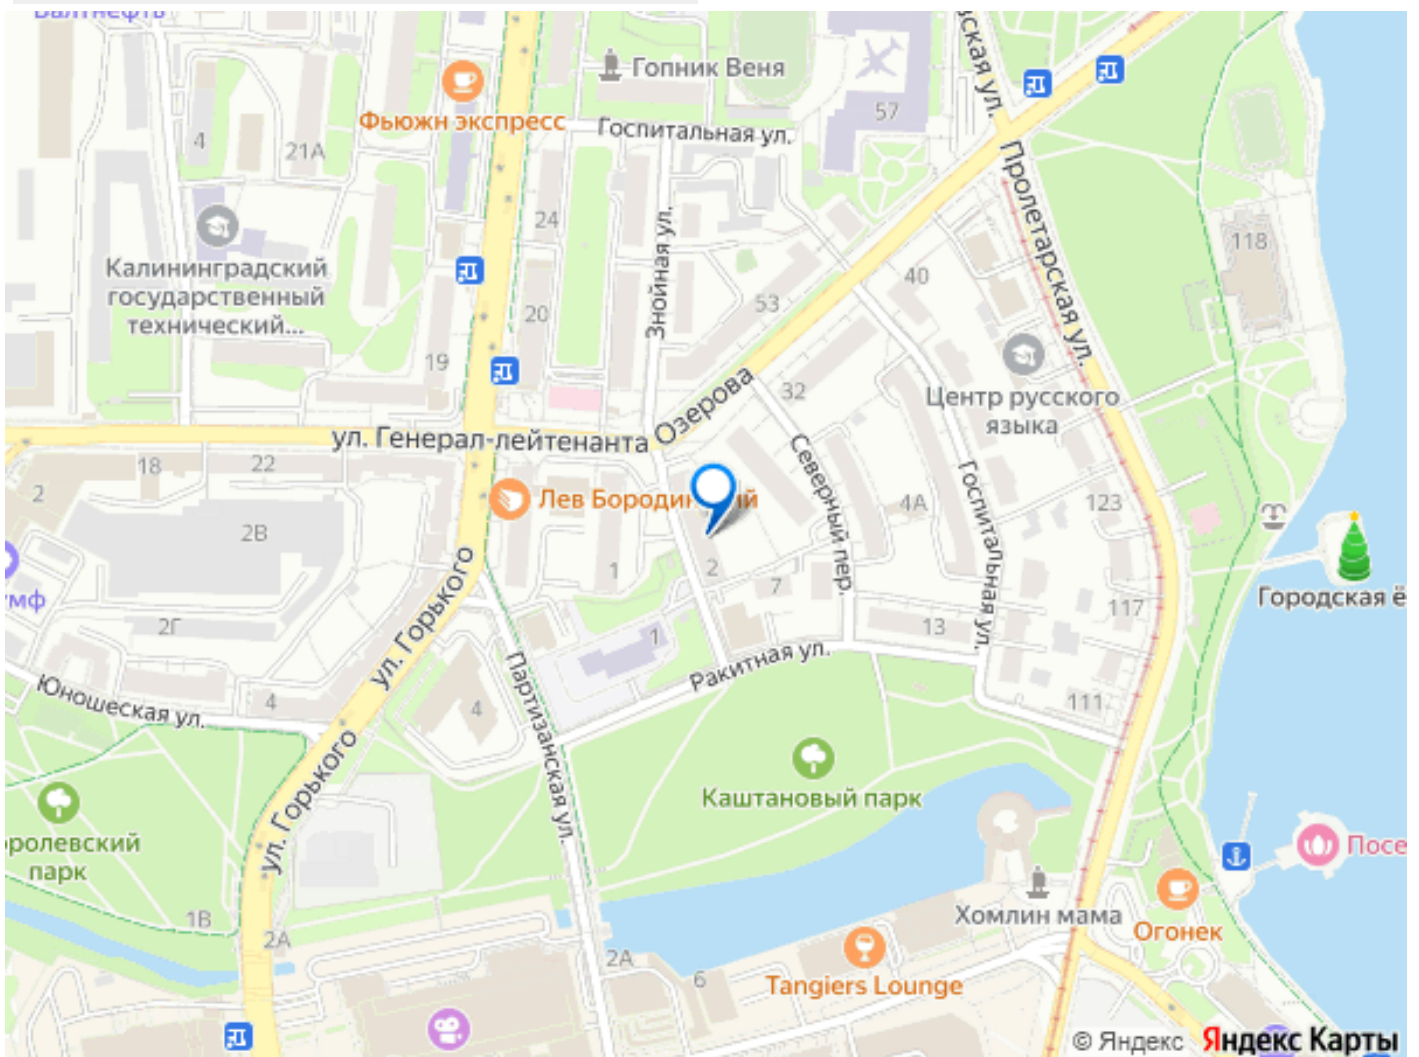 Гопник Веня
Фьюжн экспресс
57
Госпитальная ул.
4
21А
Пролетарская ул.
24
118
Знойная ул.
Калининградский
государственный
технический...
40
53
20
19
Центр русского
языка
32
ул. Генерал-лейтенанта Озерова
18
22
2
Лев Бородинский
Северный пер.
4А
Госпитальная ул.
123
2В
1
2
7
Городская ё
умф
117
2Г
13
1
ул. Горького
Партизанская ул.
Ракитная ул.
Юношеская ул.
4
4
111
ул. Горького
Каштановый парк
оролевский
парк
Посе
1В
2А
Хомлин мама
Огонек
2А
6
Tangiers Lounge
© Яндекс Яндекс Карты